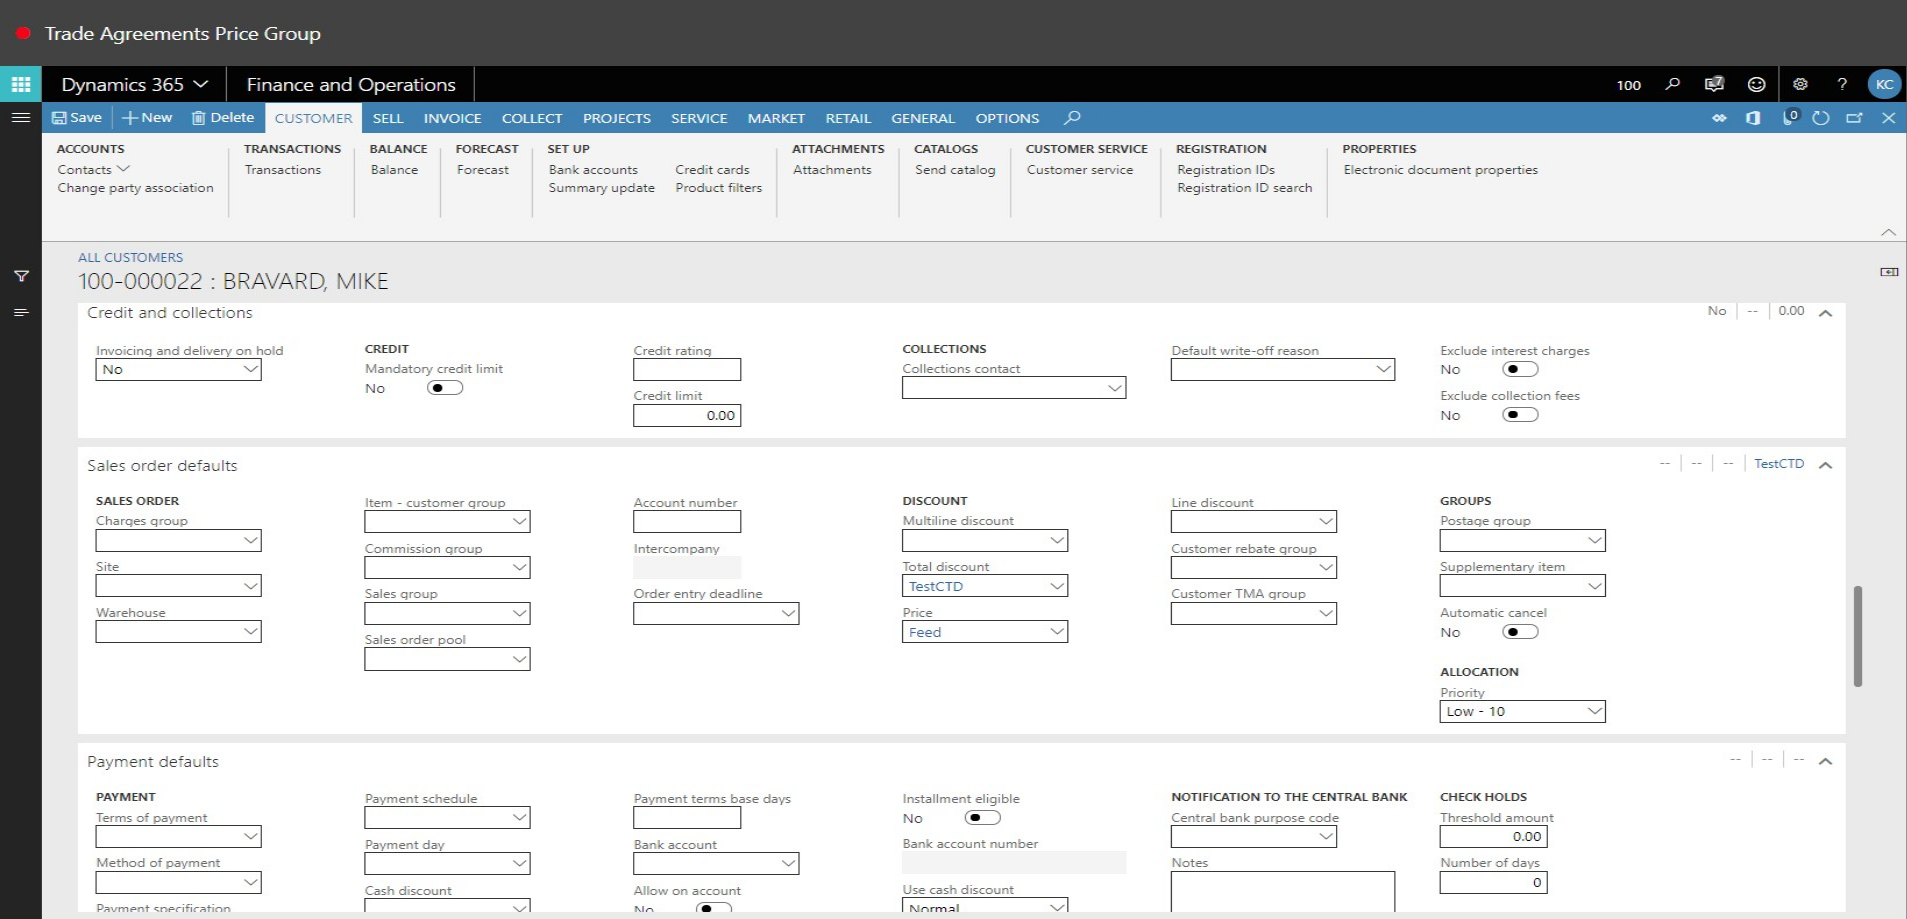 Trade Agreements Price Group
Dynamics 365
Finance and Operations
100
7
?
KC
Save
New
Delete
CUSTOMER
SELL
INVOICE
COLLECT
PROJECTS
SERVICE
MARKET
RETAIL
GENERAL
OPTIONS
0
ACCOUNTS
Contacts
Change party association
TRANSACTIONS
Transactions
BALANCE
Balance
FORECAST
Forecast
SET UP
Bank accounts
Summary update
Credit cards
Product filters
ATTACHMENTS
Attachments
CATALOGS
Send catalog
CUSTOMER SERVICE
Customer service
REGISTRATION
Registration IDs
Registration ID search
PROPERTIES
Electronic document properties
ALL CUSTOMERS
100-000022 : BRAVARD, MIKE
Credit and collections
No
--
0.00
Invoicing and delivery on hold
No
CREDIT
Mandatory credit limit
No
Credit rating
Credit limit
0.00
COLLECTIONS
Collections contact
Default write-off reason
Exclude interest charges
No
Exclude collection fees
No
Sales order defaults
--
--
--
TestCTD
SALES ORDER
Charges group
Site
Warehouse
Item - customer group
Commission group
Sales group
Sales order pool
Account number
Intercompany
Order entry deadline
DISCOUNT
Multiline discount
Total discount
TestCTD
Price
Feed
Line discount
Customer rebate group
Customer TMA group
GROUPS
Postage group
Supplementary item
Automatic cancel
No
ALLOCATION
Priority
Low - 10
Payment defaults
--
--
--
PAYMENT
Terms of payment
Method of payment
Payment specification
Payment schedule
Payment day
Cash discount
Payment terms base days
Bank account
Allow on account
No
Installment eligible
No
Bank account number
Use cash discount
Normal
NOTIFICATION TO THE CENTRAL BANK
Central bank purpose code
Notes
CHECK HOLDS
Threshold amount
0.00
Number of days
0